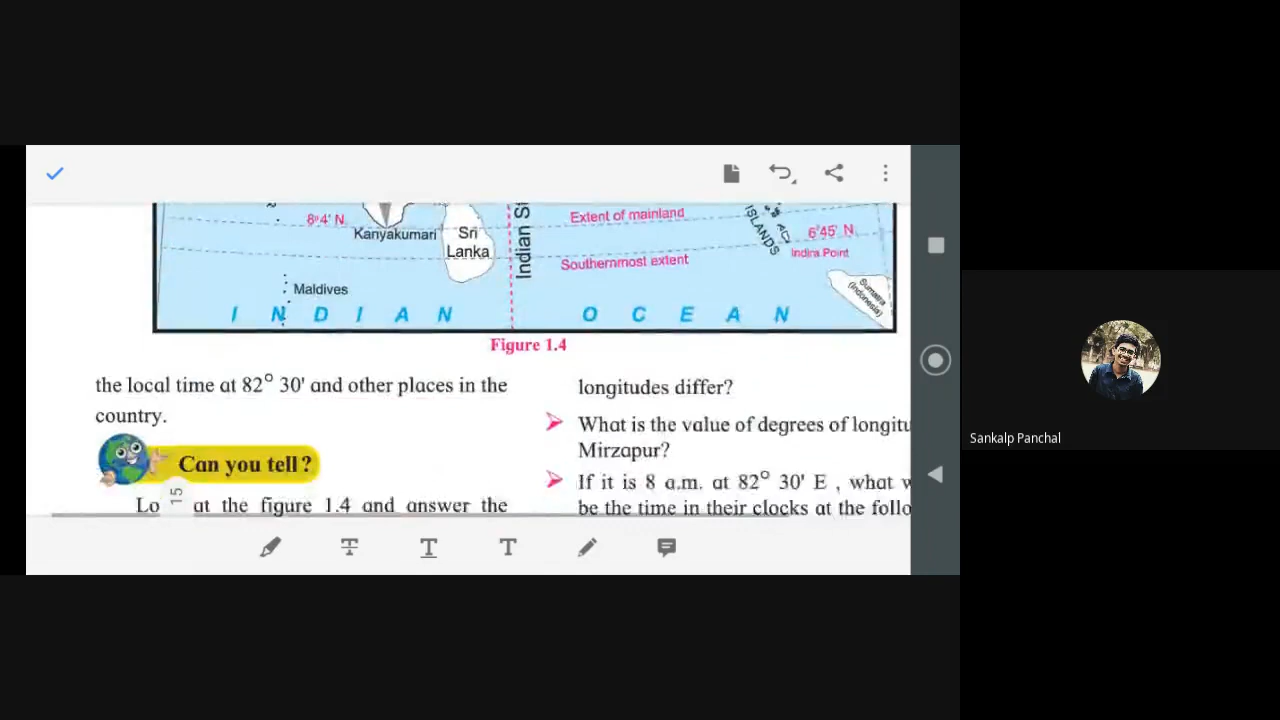 8°4' N
Kanyakumari
Sri
Lanka
Maldives
Indian
Extent of mainland
Southernmost extent
ISLANDS
6°45' N
Indira Point
Sumatra
(Indonesia)
I N D I A N O C E A N
Figure 1.4
the local time at 82° 30' and other places in the
country.
Can you tell ?
15
Lo at the figure 1.4 and answer the
longitudes differ?
➤ What is the value of degrees of longitu
Mirzapur?
➤ If it is 8 a.m. at 82° 30' E , what w
be the time in their clocks at the follo
Sankalp Panchal